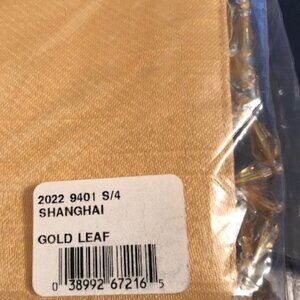 2022 9401 S/4
SHANGHAI
GOLD LEAF
0 38992 67216 5